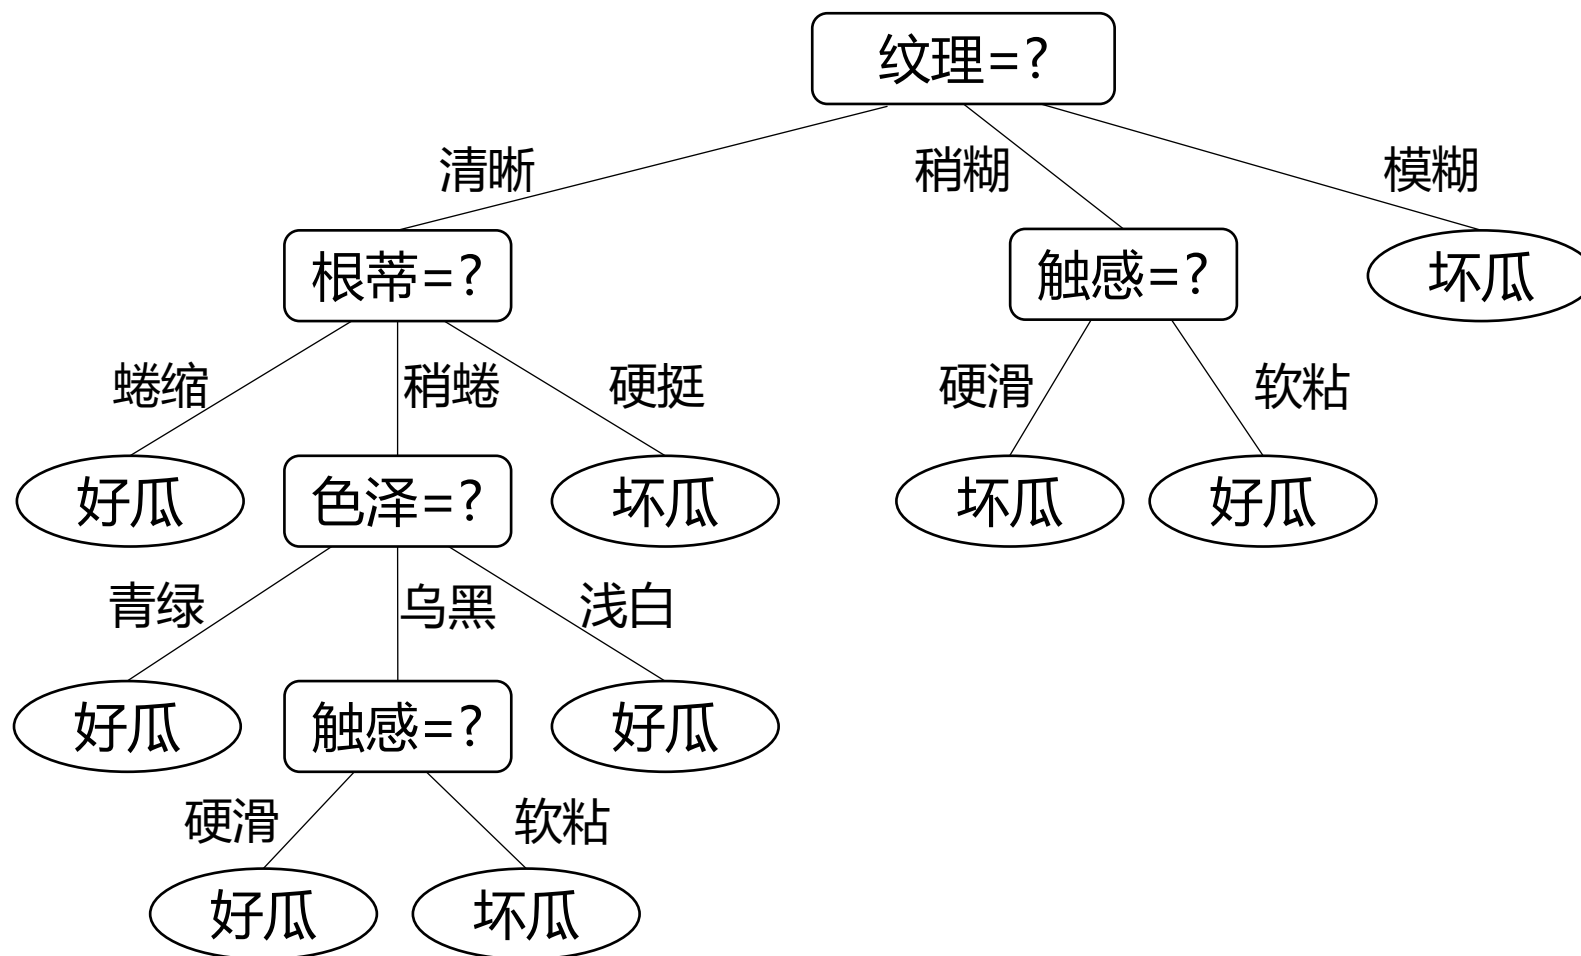 纹理=?
清晰
稍糊
模糊
根蒂=?
触感=?
坏瓜
蜷缩
稍蜷
硬挺
硬滑
软粘
好瓜
色泽=?
坏瓜
坏瓜
好瓜
青绿
乌黑
浅白
好瓜
触感=?
好瓜
硬滑
软粘
好瓜
坏瓜